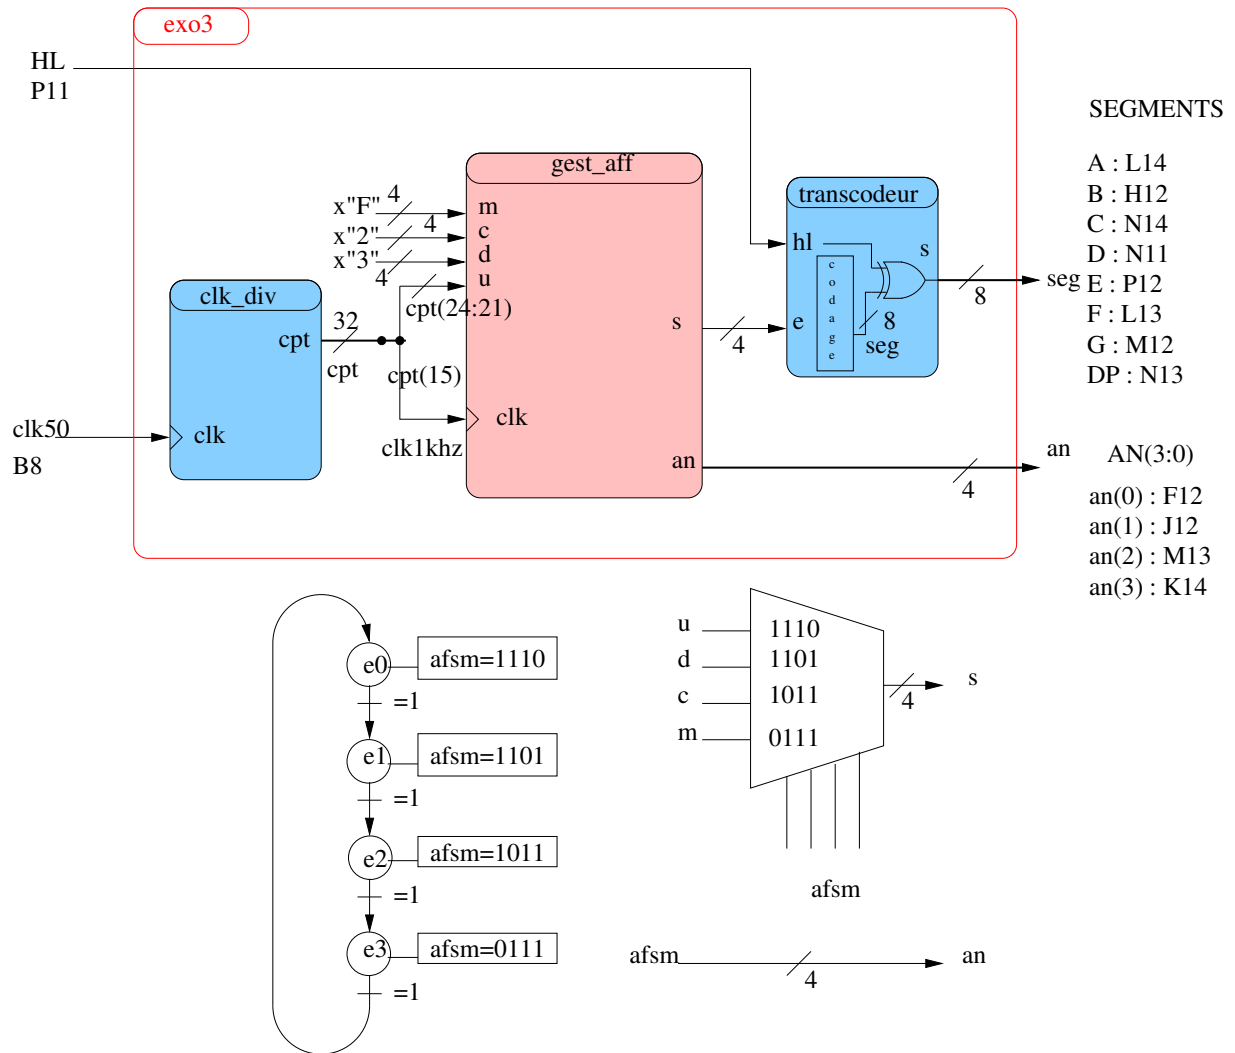 exo3
HL
P11
SEGMENTS
A : L14
B : H12
C : N14
D : N11
E : P12
F : L13
G : M12
DP : N13
gest_aff
x"F"
4
m
x"2"
4
c
x"3"
4
d
u
cpt(24:21)
s
4
an
clk
cpt(15)
clk1khz
transcodeur
hl
s
codage
e
8
seg
8
seg
clk_div
cpt
32
cpt
clk
clk50
B8
4
an
AN(3:0)
an(0) : F12
an(1) : J12
an(2) : M13
an(3) : K14
e0
afsm=1110
=1
e1
afsm=1101
=1
e2
afsm=1011
=1
e3
afsm=0111
=1
u
1110
d
1101
c
1011
m
0111
4
s
afsm
afsm
4
an